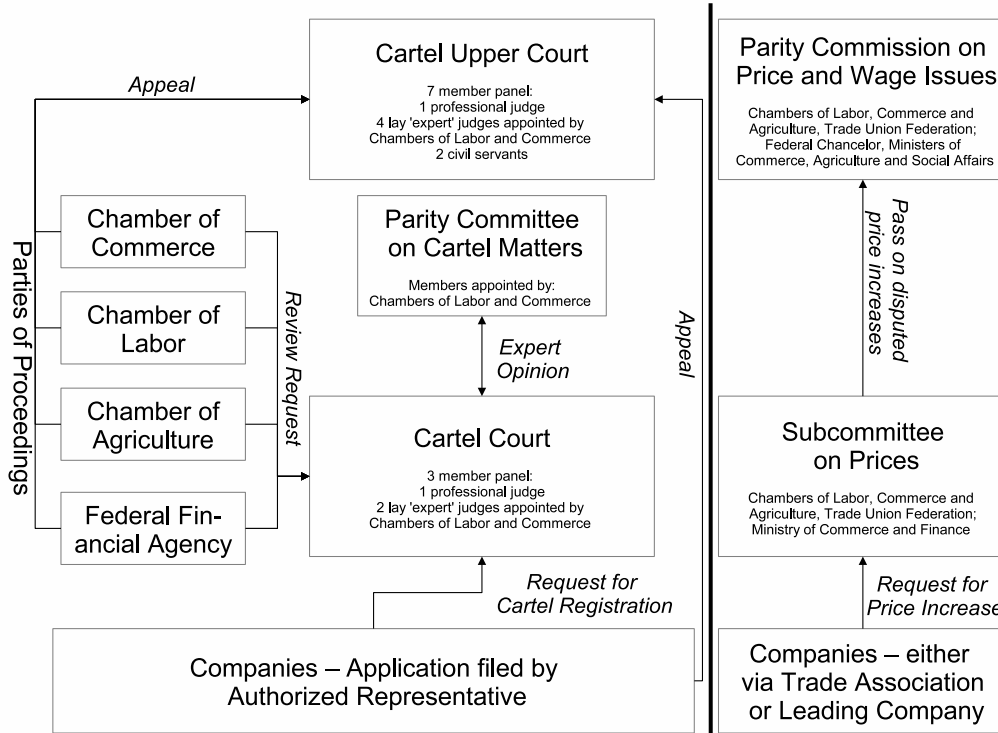 Cartel Upper Court
7 member panel:
1 professional judge
4 lay 'expert' judges appointed by
Chambers of Labor and Commerce
2 civil servants
Appeal
Parties of Proceedings
Chamber of
Commerce
Chamber of
Labor
Chamber of
Agriculture
Federal Fin-
ancial Agency
Review Request
Parity Committee
on Cartel Matters
Members appointed by:
Chambers of Labor and Commerce
Expert
Opinion
Cartel Court
3 member panel:
1 professional judge
2 lay 'expert' judges appointed by
Chambers of Labor and Commerce
Appeal
Request for
Cartel Registration
Companies – Application filed by
Authorized Representative
Parity Commission on
Price and Wage Issues
Chambers of Labor, Commerce and
Agriculture, Trade Union Federation;
Federal Chancelor, Ministers of
Commerce, Agriculture and Social Affairs
Pass on disputed
price increases
Subcommittee
on Prices
Chambers of Labor, Commerce and
Agriculture, Trade Union Federation;
Ministry of Commerce and Finance
Request for
Price Increase
Companies – either
via Trade Association
or Leading Company